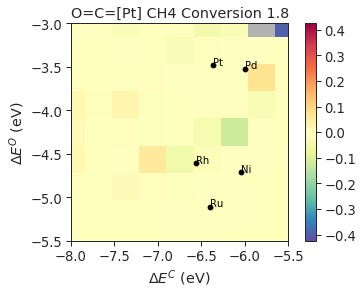 O=C=[Pt] CH4 Conversion 1.8
−3.0
−3.5
−4.0
−4.5
−5.0
−5.5
ΔE^O (eV)
Pt
Pd
Rh
Ni
Ru
−8.0 −7.5 −7.0 −6.5 −6.0 −5.5
ΔE^C (eV)
0.4
0.3
0.2
0.1
0.0
−0.1
−0.2
−0.3
−0.4